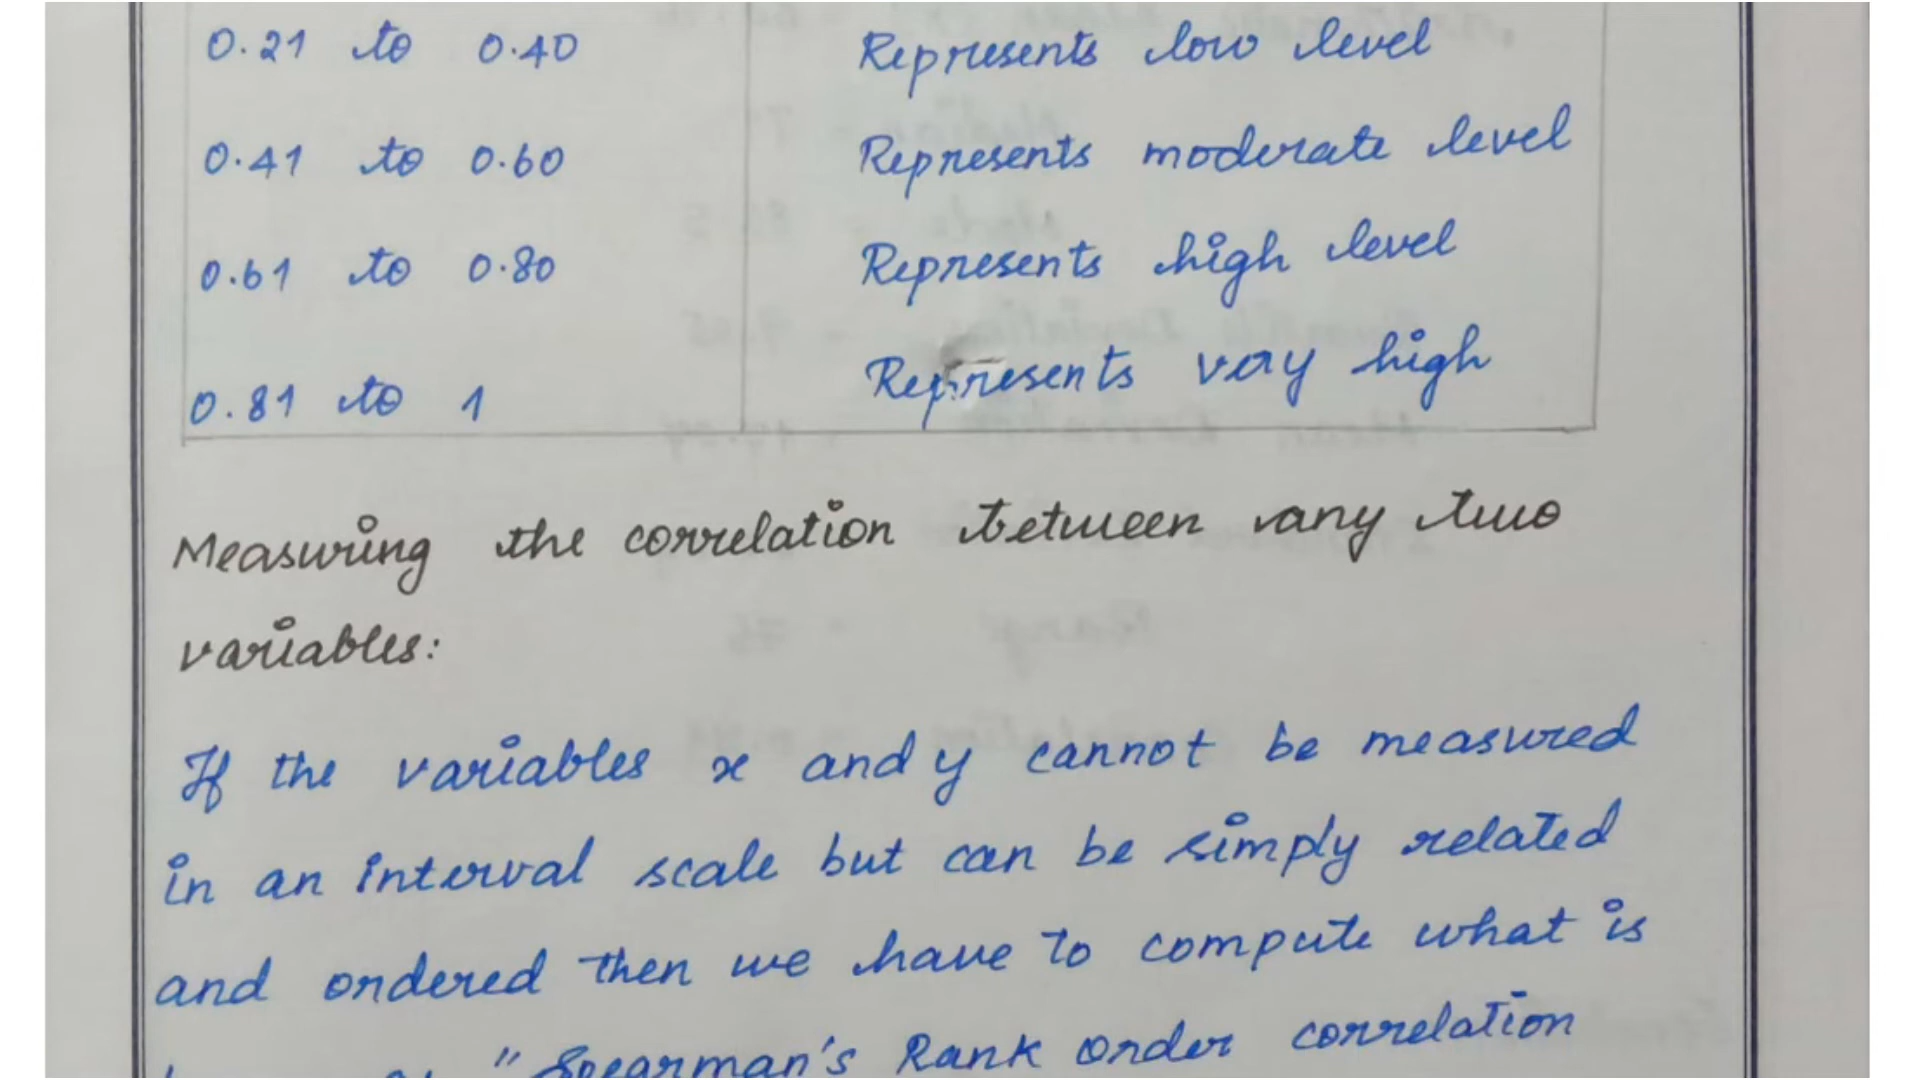 0.21 to 0.40 Represents low level
0.41 to 0.60 Represents moderate level
0.61 to 0.80 Represents high level
0.81 to 1 Represents very high
Measuring the correlation between any two
variables:
If the variables x and y cannot be measured
in an interval scale but can be simply related
and ordered then we have to compute what is
"Spearman's Rank order correlation